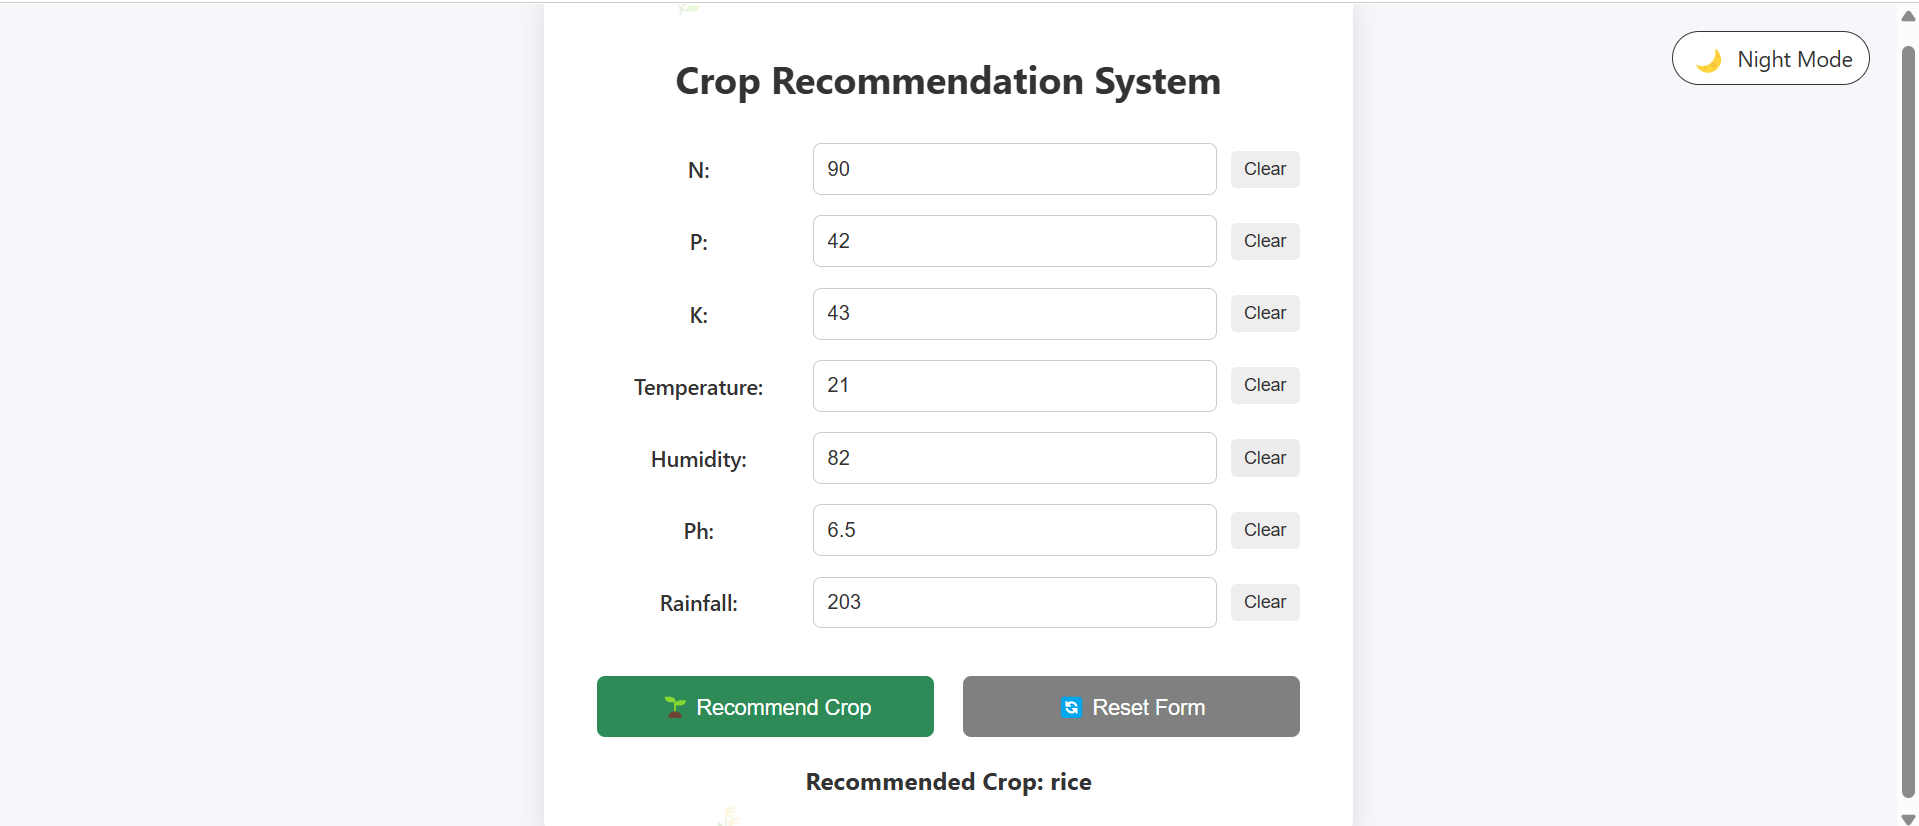 🌙 Night Mode
Crop Recommendation System
N: 90 Clear
P: 42 Clear
K: 43 Clear
Temperature: 21 Clear
Humidity: 82 Clear
Ph: 6.5 Clear
Rainfall: 203 Clear
🌱 Recommend Crop 🔄 Reset Form
Recommended Crop: rice